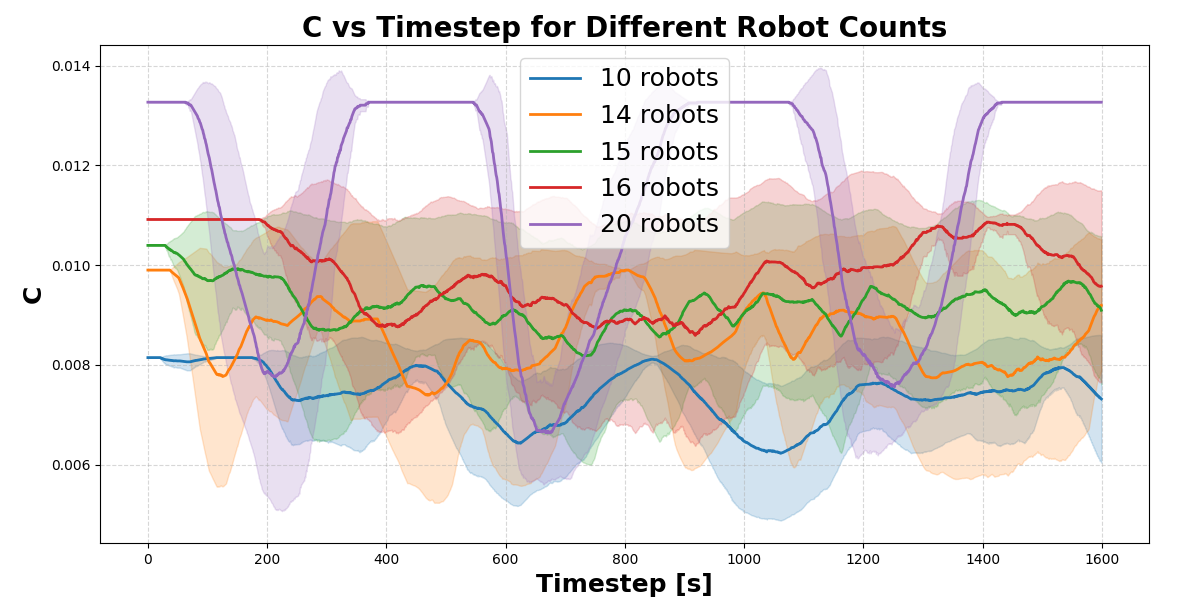 C vs Timestep for Different Robot Counts
0.014
0.012
0.010
0.008
0.006
C
10 robots
14 robots
15 robots
16 robots
20 robots
0 200 400 600 800 1000 1200 1400 1600
Timestep [s]